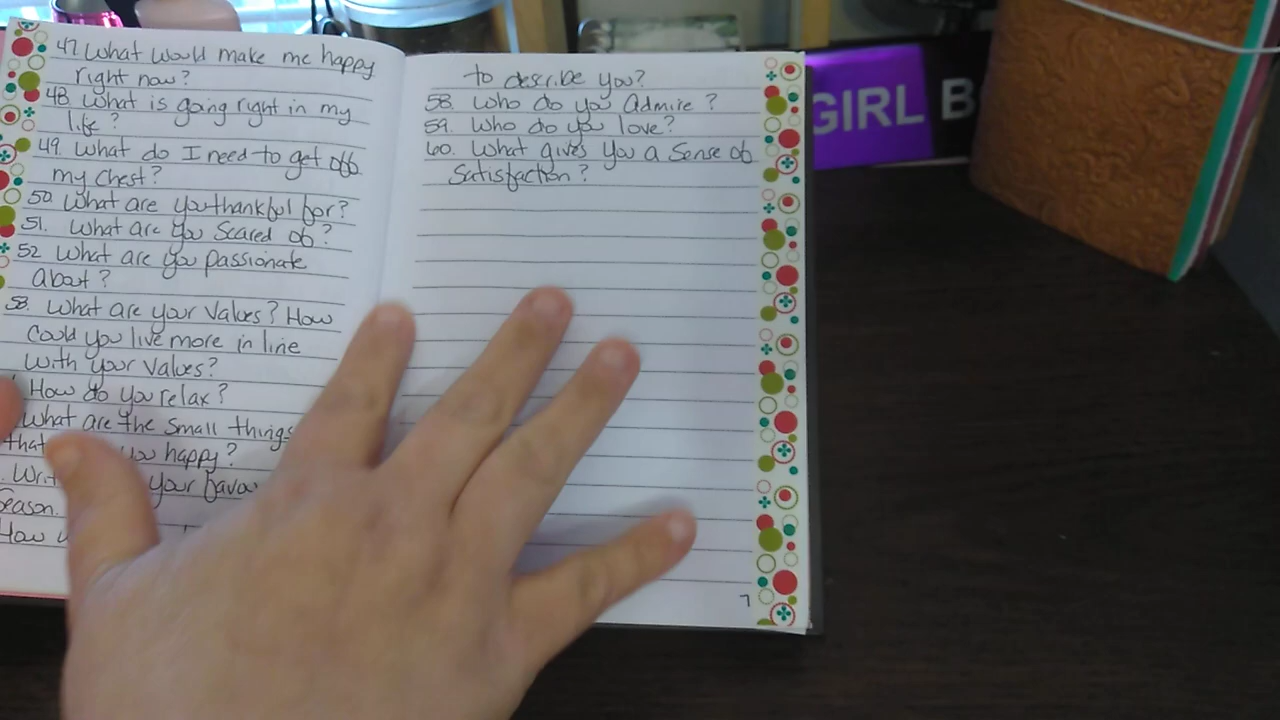 47 What would make me happy
right now?
48. What is going right in my
life?
49. What do I need to get off
my chest?
50. What are you thankful for?
51. What are you Scared of?
52 What are you passionate
about?
53. What are your Values? How
Could you live more in line
With your Values?
How do you relax?
What are the Small things
that you happy?
your favou
Season.
How
to describe you?
58. Who do you Admire?
59. Who do you love?
60. What gives you a Sense of
Satisfaction?
7
GIRL B